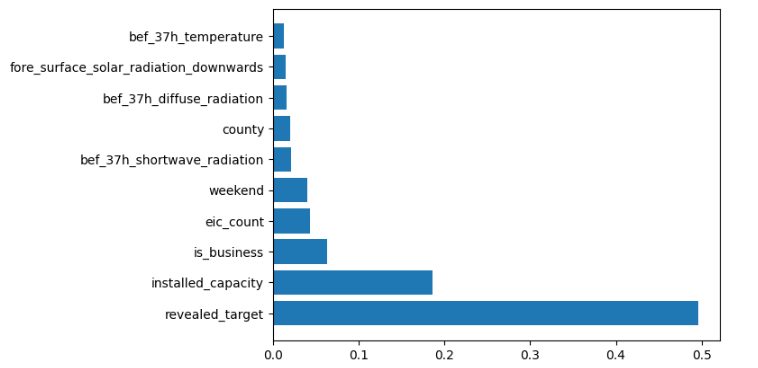 bef_37h_temperature
fore_surface_solar_radiation_downwards
bef_37h_diffuse_radiation
county
bef_37h_shortwave_radiation
weekend
eic_count
is_business
installed_capacity
revealed_target
0.0 0.1 0.2 0.3 0.4 0.5